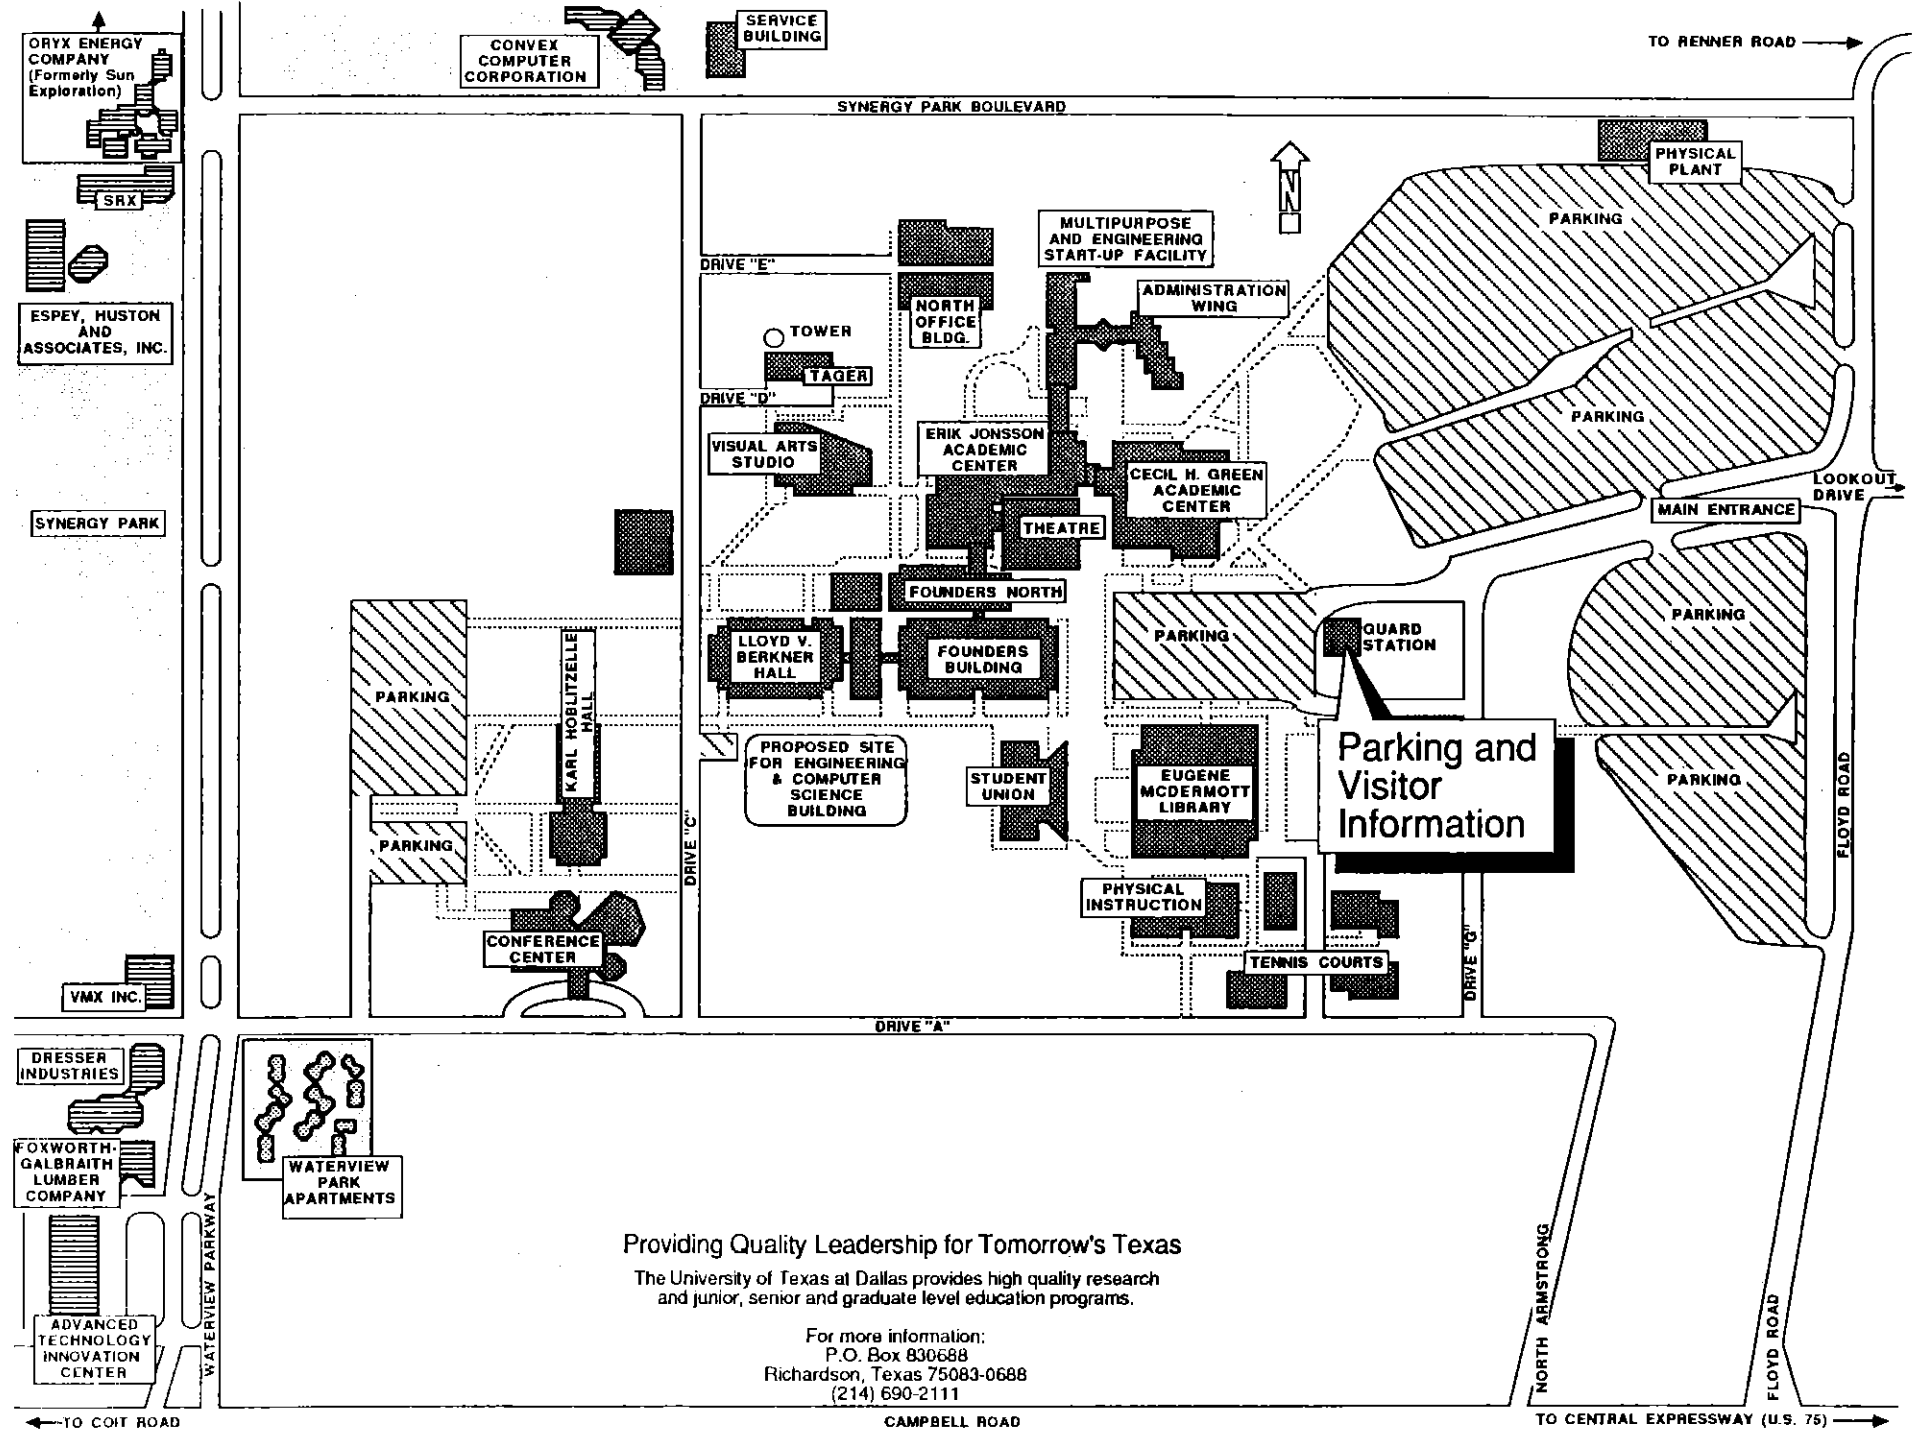 ORYX ENERGY
COMPANY
(Formerly Sun
Exploration)
CONVEX
COMPUTER
CORPORATION
SERVICE
BUILDING
TO RENNER ROAD
SYNERGY PARK BOULEVARD
PHYSICAL
PLANT
SRX
N
PARKING
MULTIPURPOSE
AND ENGINEERING
START-UP FACILITY
DRIVE "E"
ADMINISTRATION
WING
NORTH
OFFICE
BLDG.
ESPEY, HUSTON
AND
ASSOCIATES, INC.
TOWER
TAGER
DRIVE "D"
PARKING
VISUAL ARTS
STUDIO
ERIK JONSSON
ACADEMIC
CENTER
CECIL H. GREEN
ACADEMIC
CENTER
LOOKOUT
DRIVE
MAIN ENTRANCE
SYNERGY PARK
THEATRE
FOUNDERS NORTH
PARKING
PARKING
GUARD
STATION
LLOYD V.
BERKNER
HALL
FOUNDERS
BUILDING
KARL HOBLITZELLE
HALL
PARKING
PROPOSED SITE
FOR ENGINEERING
& COMPUTER
SCIENCE
BUILDING
STUDENT
UNION
EUGENE
MCDERMOTT
LIBRARY
Parking and
Visitor
Information
PARKING
FLOYD ROAD
PARKING
DRIVE "C"
PHYSICAL
INSTRUCTION
CONFERENCE
CENTER
TENNIS COURTS
DRIVE "G"
VMX INC.
DRIVE "A"
DRESSER
INDUSTRIES
FOXWORTH-
GALBRAITH
LUMBER
COMPANY
WATERVIEW
PARK
APARTMENTS
WATERVIEW PARKWAY
ADVANCED
TECHNOLOGY
INNOVATION
CENTER
Providing Quality Leadership for Tomorrow's Texas
The University of Texas at Dallas provides high quality research
and junior, senior and graduate level education programs.
For more information:
P.O. Box 830688
Richardson, Texas 75083-0688
(214) 690-2111
NORTH ARMSTRONG
FLOYD ROAD
TO COIT ROAD
CAMPBELL ROAD
TO CENTRAL EXPRESSWAY (U.S. 75)